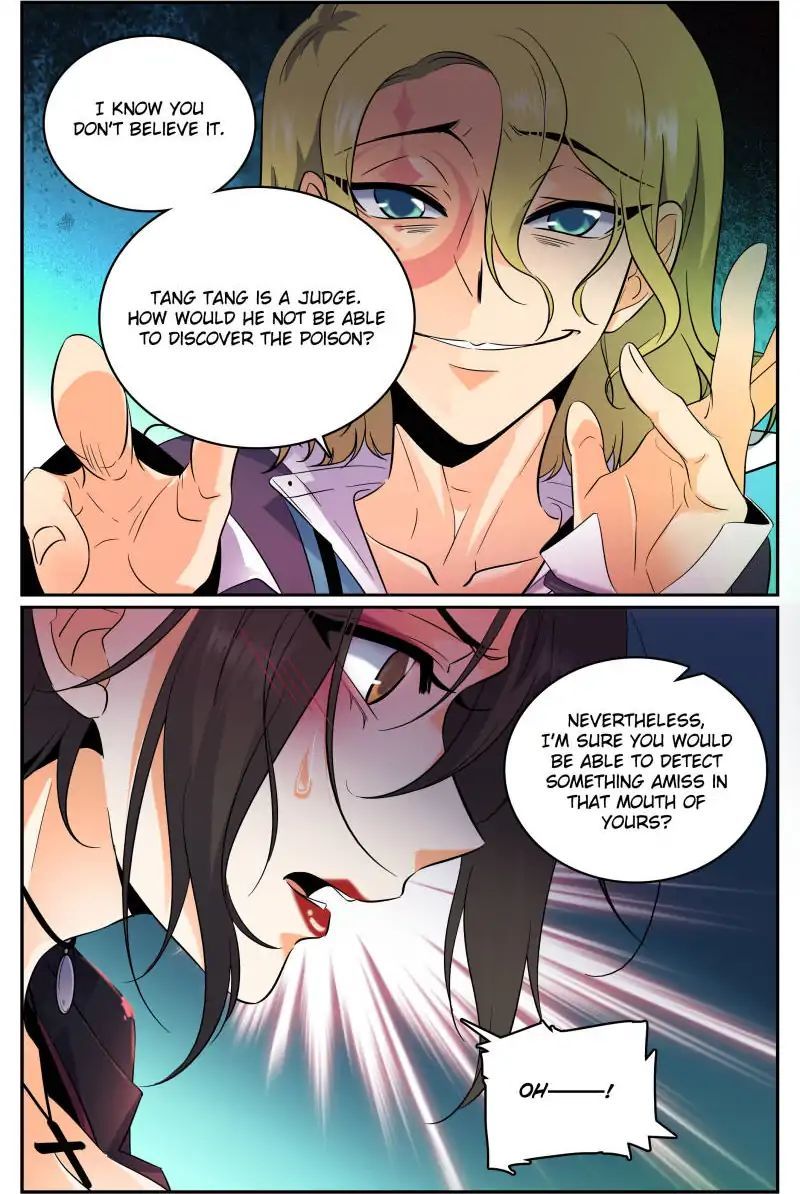 I KNOW YOU
DON'T BELIEVE IT.
TANG TANG IS A JUDGE.
HOW WOULD HE NOT BE ABLE
TO DISCOVER THE POISON?
NEVERTHELESS,
I'M SURE YOU WOULD
BE ABLE TO DETECT
SOMETHING AMISS IN
THAT MOUTH OF
YOURS?
OH——!